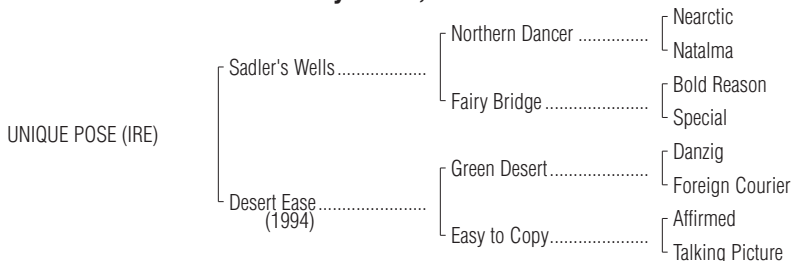 Nearctic
Northern Dancer ...............
Natalma
Sadler's Wells...................
Bold Reason
Fairy Bridge......................
Special
UNIQUE POSE (IRE)
Danzig
Green Desert.....................
Foreign Courier
Desert Ease.......................
(1994)
Affirmed
Easy to Copy.....................
Talking Picture